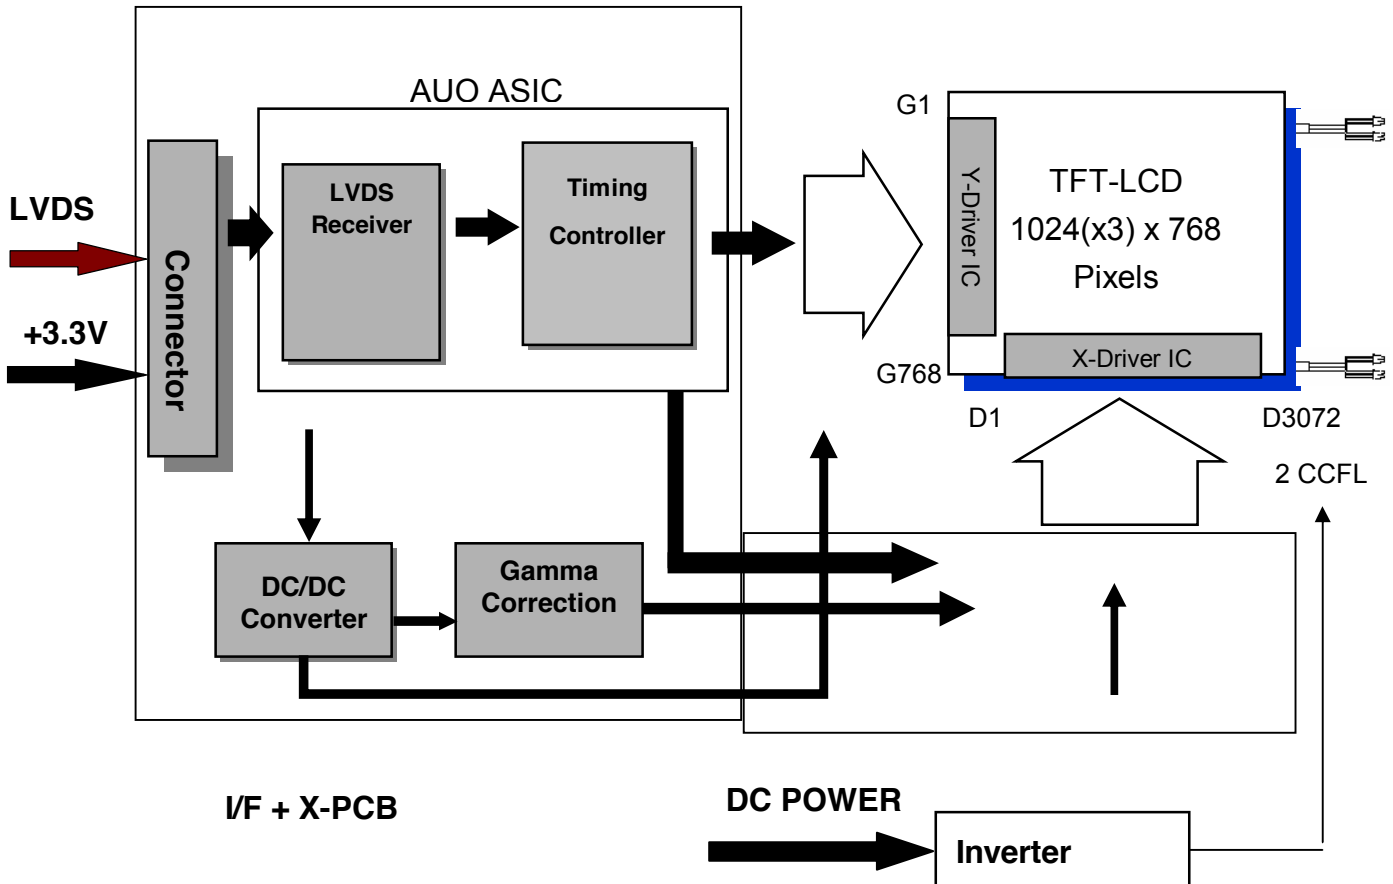 AUO ASIC
G1
LVDS
Receiver
Timing
Controller
Y-Driver IC
TFT-LCD
1024(x3) x 768
Pixels
LVDS
Connector
+3.3V
X-Driver IC
G768
D1
D3072
2 CCFL
DC/DC
Converter
Gamma
Correction
I/F + X-PCB
DC POWER
Inverter